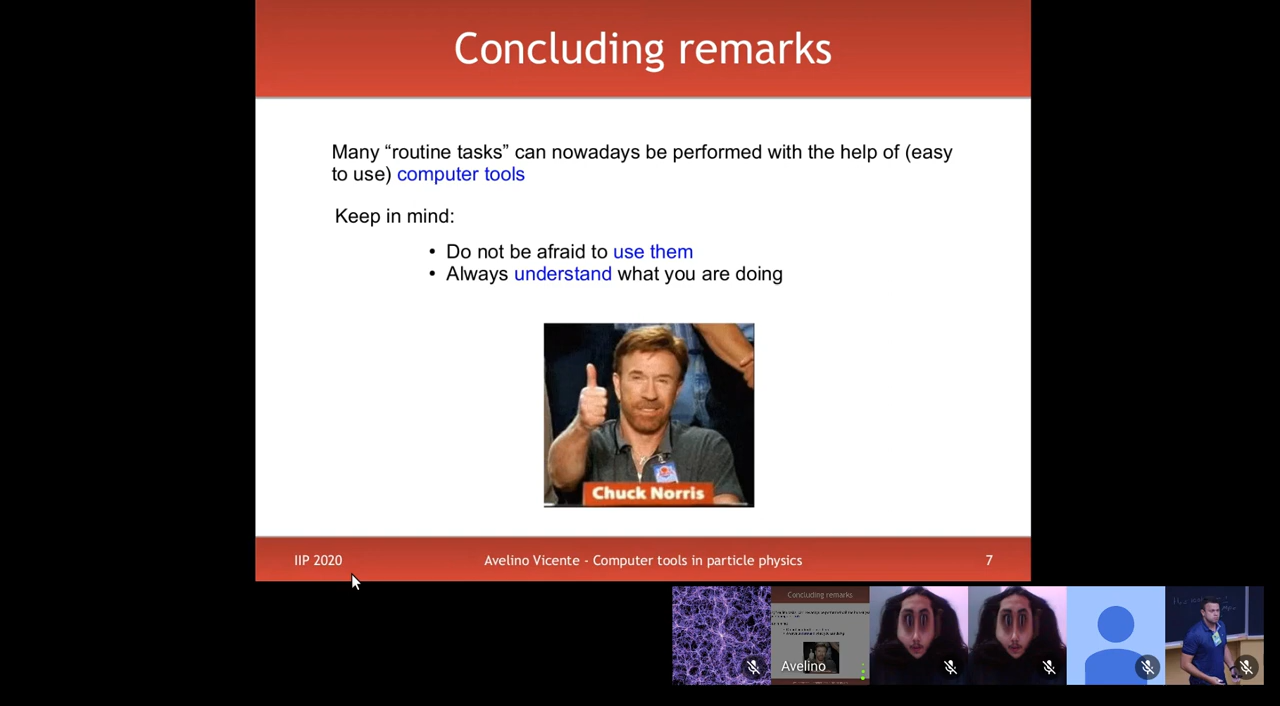 Concluding remarks
Many “routine tasks” can nowadays be performed with the help of (easy
to use) computer tools
Keep in mind:
• Do not be afraid to use them
• Always understand what you are doing
Chuck Norris
IIP 2020
Avelino Vicente - Computer tools in particle physics
7
Concluding remarks
Avelino